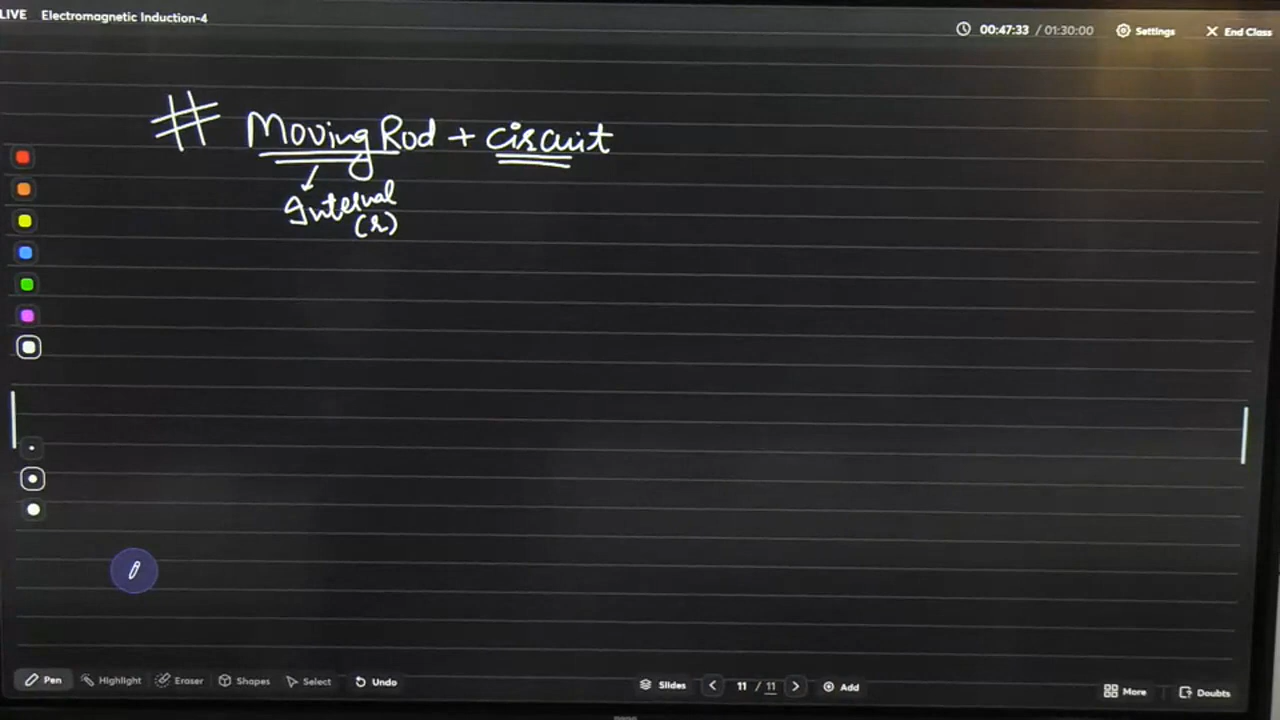 LIVE Electromagnetic Induction-4
00:47:33 / 01:30:00 Settings End Class
# Moving Rod + circuit
Internal
(r)
Pen Highlight Eraser Shapes Select Undo Slides 11 / 11 Add More Doubts